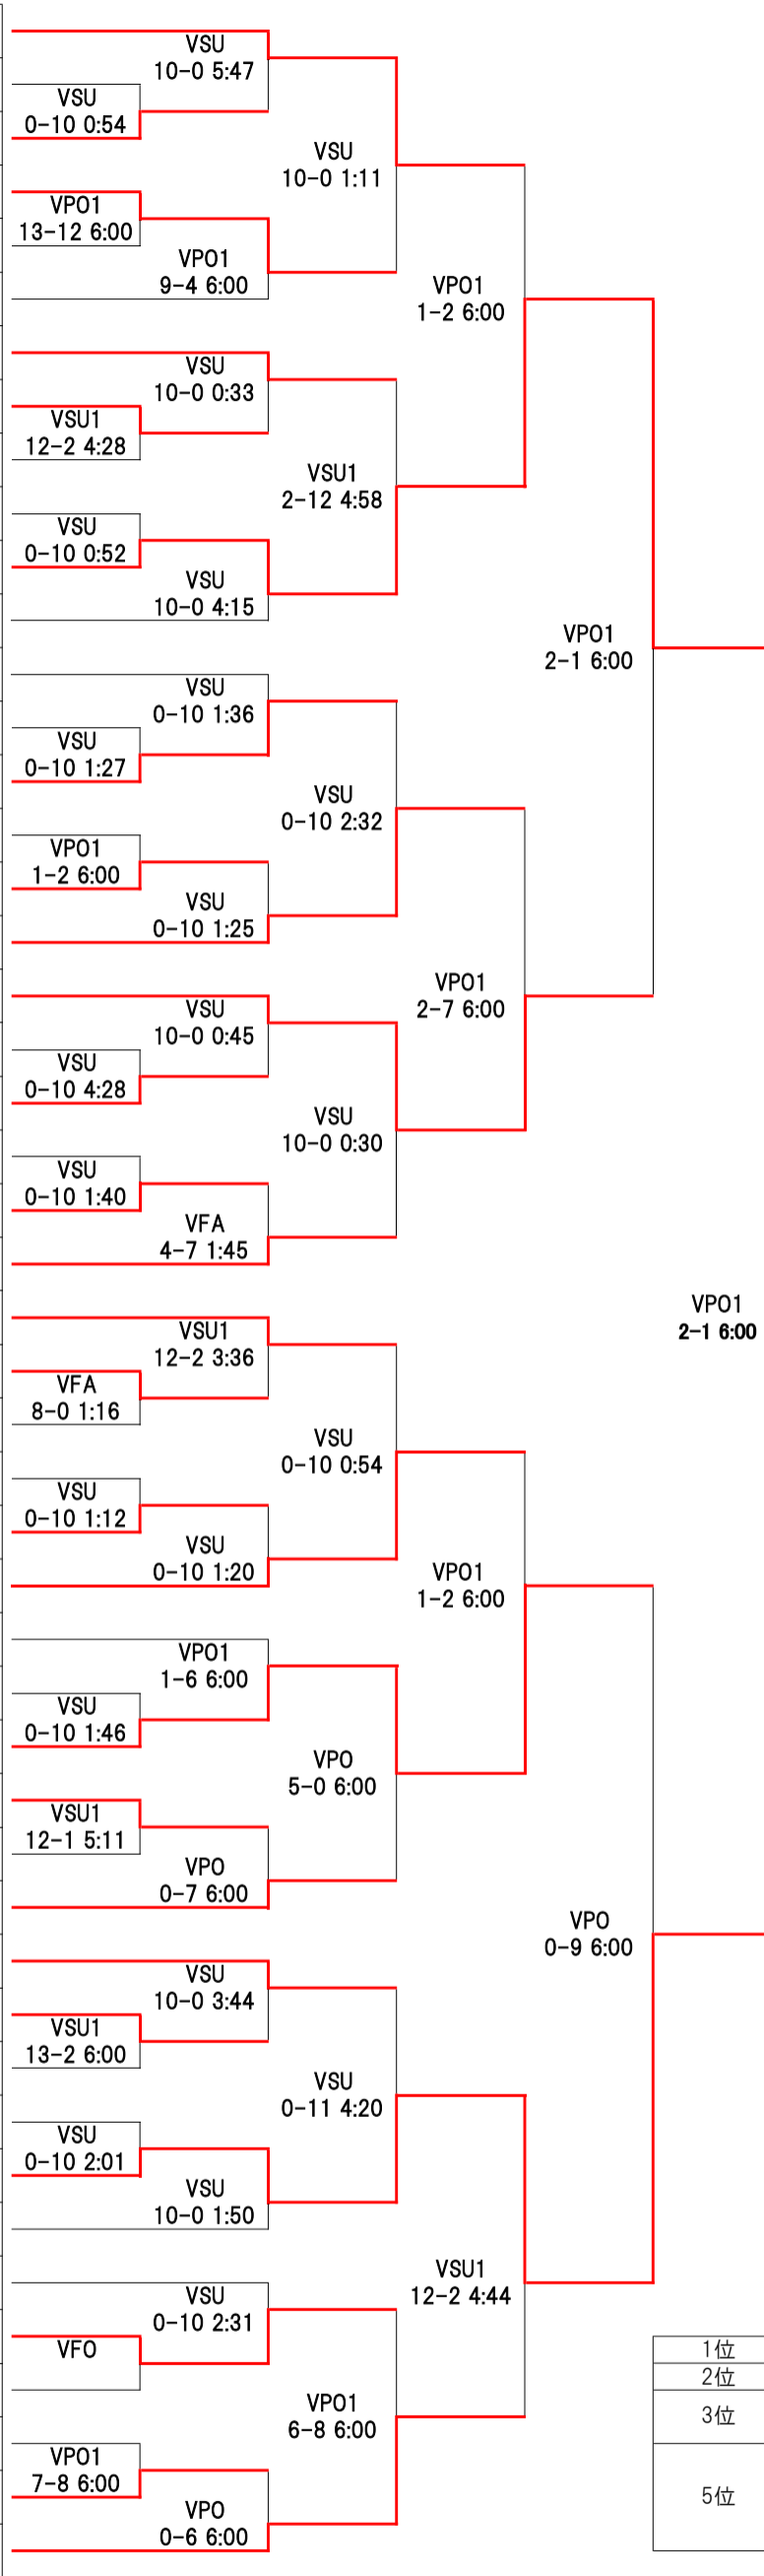 VSU
10-0 5:47
VSU
0-10 0:54
VSU
10-0 1:11
VPO1
13-12 6:00
VPO1
9-4 6:00
VPO1
1-2 6:00
VSU
10-0 0:33
VSU1
12-2 4:28
VSU1
2-12 4:58
VSU
0-10 0:52
VSU
10-0 4:15
VPO1
2-1 6:00
VSU
0-10 1:36
VSU
0-10 1:27
VSU
0-10 2:32
VPO1
1-2 6:00
VSU
0-10 1:25
VPO1
2-7 6:00
VSU
10-0 0:45
VSU
0-10 4:28
VSU
10-0 0:30
VSU
0-10 1:40
VFA
4-7 1:45
VPO1
2-1 6:00
VSU1
12-2 3:36
VFA
8-0 1:16
VSU
0-10 0:54
VSU
0-10 1:12
VSU
0-10 1:20
VPO1
1-2 6:00
VPO1
1-6 6:00
VSU
0-10 1:46
VPO
5-0 6:00
VSU1
12-1 5:11
VPO
0-7 6:00
VPO
0-9 6:00
VSU
10-0 3:44
VSU1
13-2 6:00
VSU
0-11 4:20
VSU
0-10 2:01
VSU
10-0 1:50
VSU1
12-2 4:44
VSU
0-10 2:31
VFO
VPO1
6-8 6:00
VPO1
7-8 6:00
VPO
0-6 6:00
1位
2位
3位
5位